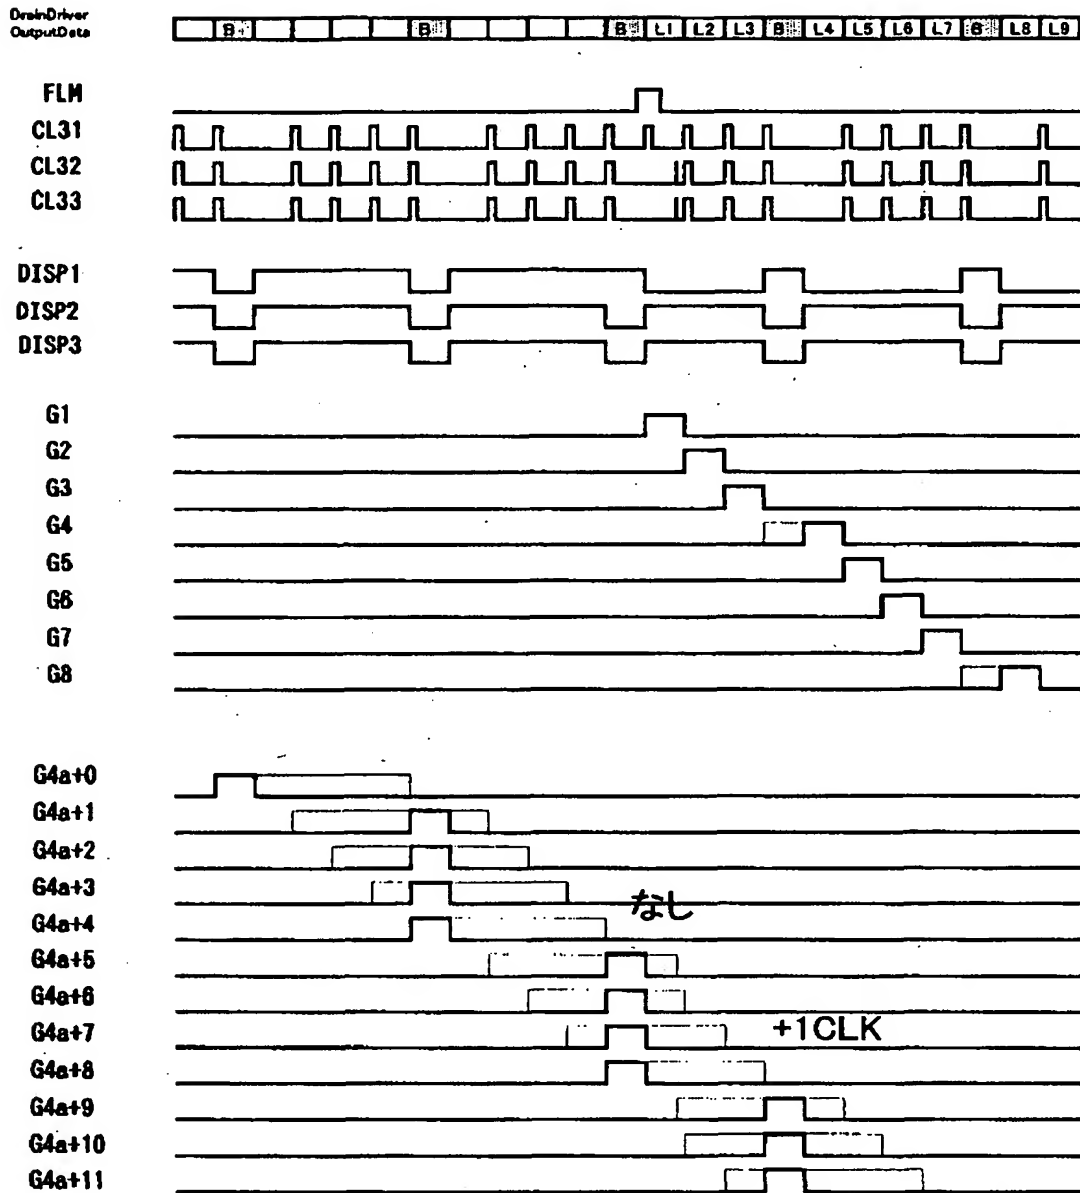 DrainDriver
OutputData
B B B L1 L2 L3 B L4 L5 L6 L7 B L8 L9
FLM
CL31
CL32
CL33
DISP1
DISP2
DISP3
G1
G2
G3
G4
G5
G6
G7
G8
G4a+0
G4a+1
G4a+2
G4a+3
なし
G4a+4
G4a+5
G4a+6
G4a+7
+1CLK
G4a+8
G4a+9
G4a+10
G4a+11